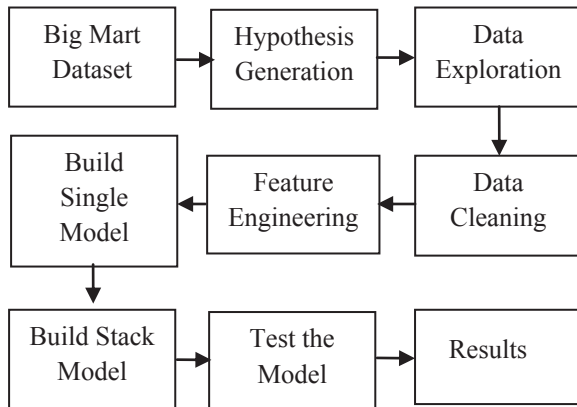 Big Mart
Dataset
Hypothesis
Generation
Data
Exploration
Data
Cleaning
Feature
Engineering
Build
Single
Model
Build Stack
Model
Test the
Model
Results